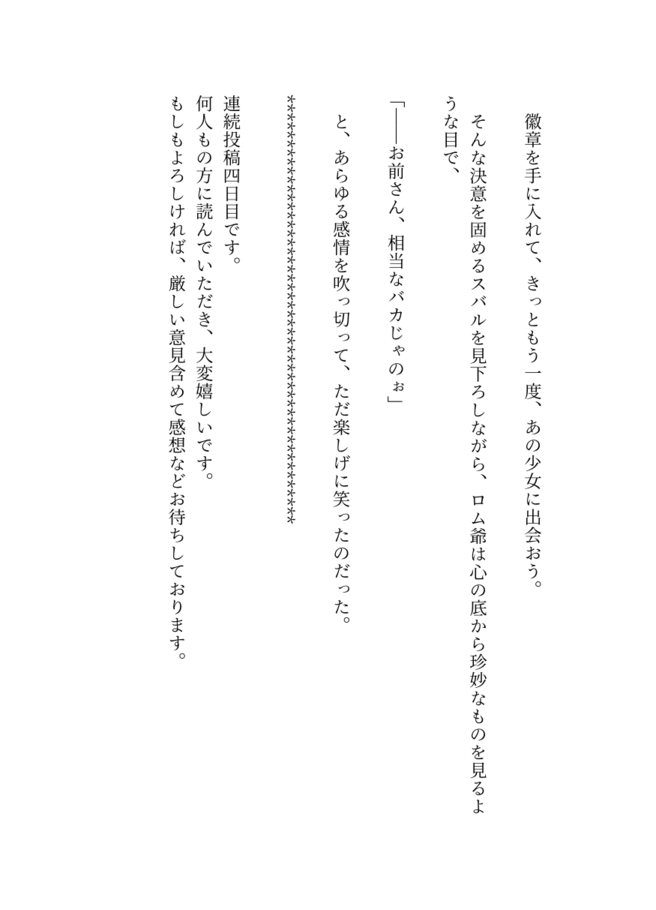 徽章を手に入れて、きっともう一度、あの少女に出会おう。
そんな決意を固めるスバルを見下ろしながら、ロム爺は心の底から珍妙なものを見るよ
うな目で、
「――お前さん、相当なバカじゃのぉ」
と、あらゆる感情を吹っ切って、ただ楽しげに笑ったのだった。
************************************************
連続投稿四日目です。
何人もの方に読んでいただき、大変嬉しいです。
もしもよろしければ、厳しい意見含めて感想などお待ちしております。